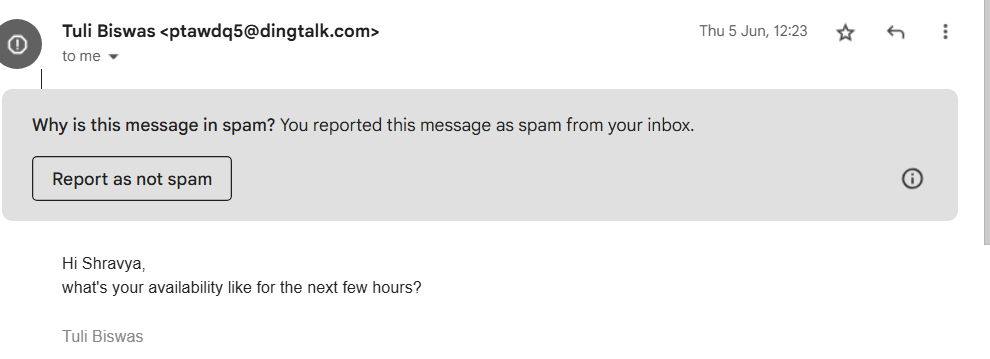 Tuli Biswas <ptawdq5@dingtalk.com>
Thu 5 Jun, 12:23
to me
Why is this message in spam? You reported this message as spam from your inbox.
Report as not spam
Hi Shravya,
what's your availability like for the next few hours?
Tuli Biswas